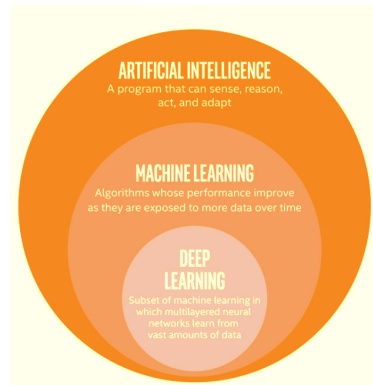 ARTIFICIAL INTELLIGENCE
A program that can sense, reason,
act, and adapt
MACHINE LEARNING
Algorithms whose performance improve
as they are exposed to more data over time
DEEP
LEARNING
Subset of machine learning in
which multilayered neural
networks learn from
vast amounts of data